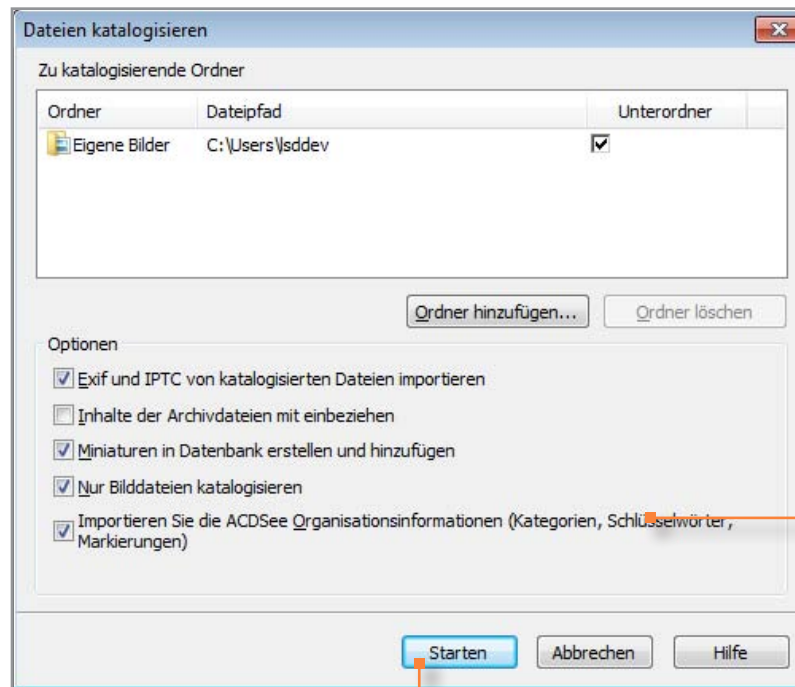 Dateien katalogisieren
Zu katalogisierende Ordner
Ordner Dateipfad Unterordner
Eigene Bilder C:\Users\lsddev
Ordner hinzufügen... Ordner löschen
Optionen
Exif und IPTC von katalogisierten Dateien importieren
Inhalte der Archivdateien mit einbeziehen
Miniaturen in Datenbank erstellen und hinzufügen
Nur Bilddateien katalogisieren
Importieren Sie die ACDSee Organisationsinformationen (Kategorien, Schlüsselwörter,
Markierungen)
Starten Abbrechen Hilfe